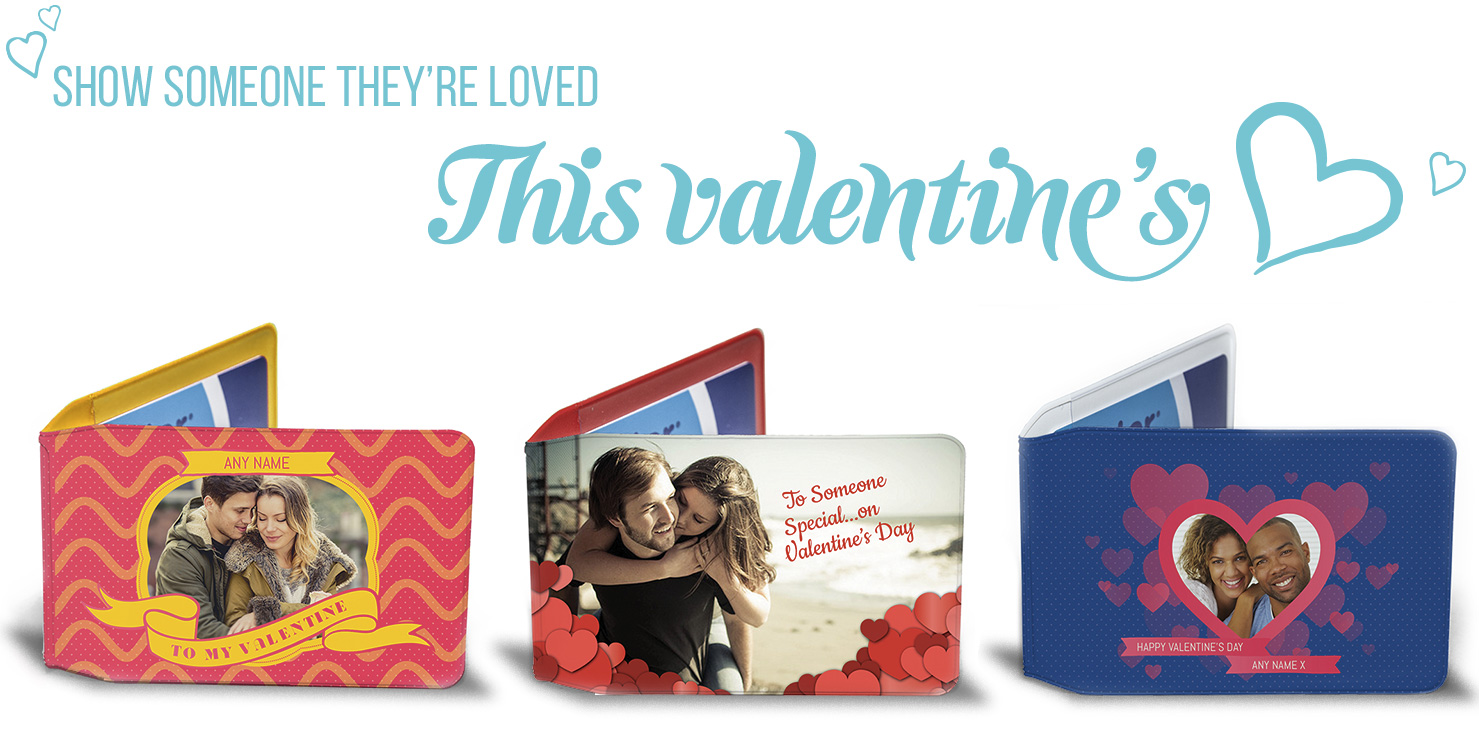 SHOW SOMEONE THEY'RE LOVED
This valentine's
ANY NAME
TO MY VALENTINE
To Someone
Special...on
Valentine's Day
HAPPY VALENTINE'S DAY
ANY NAME X